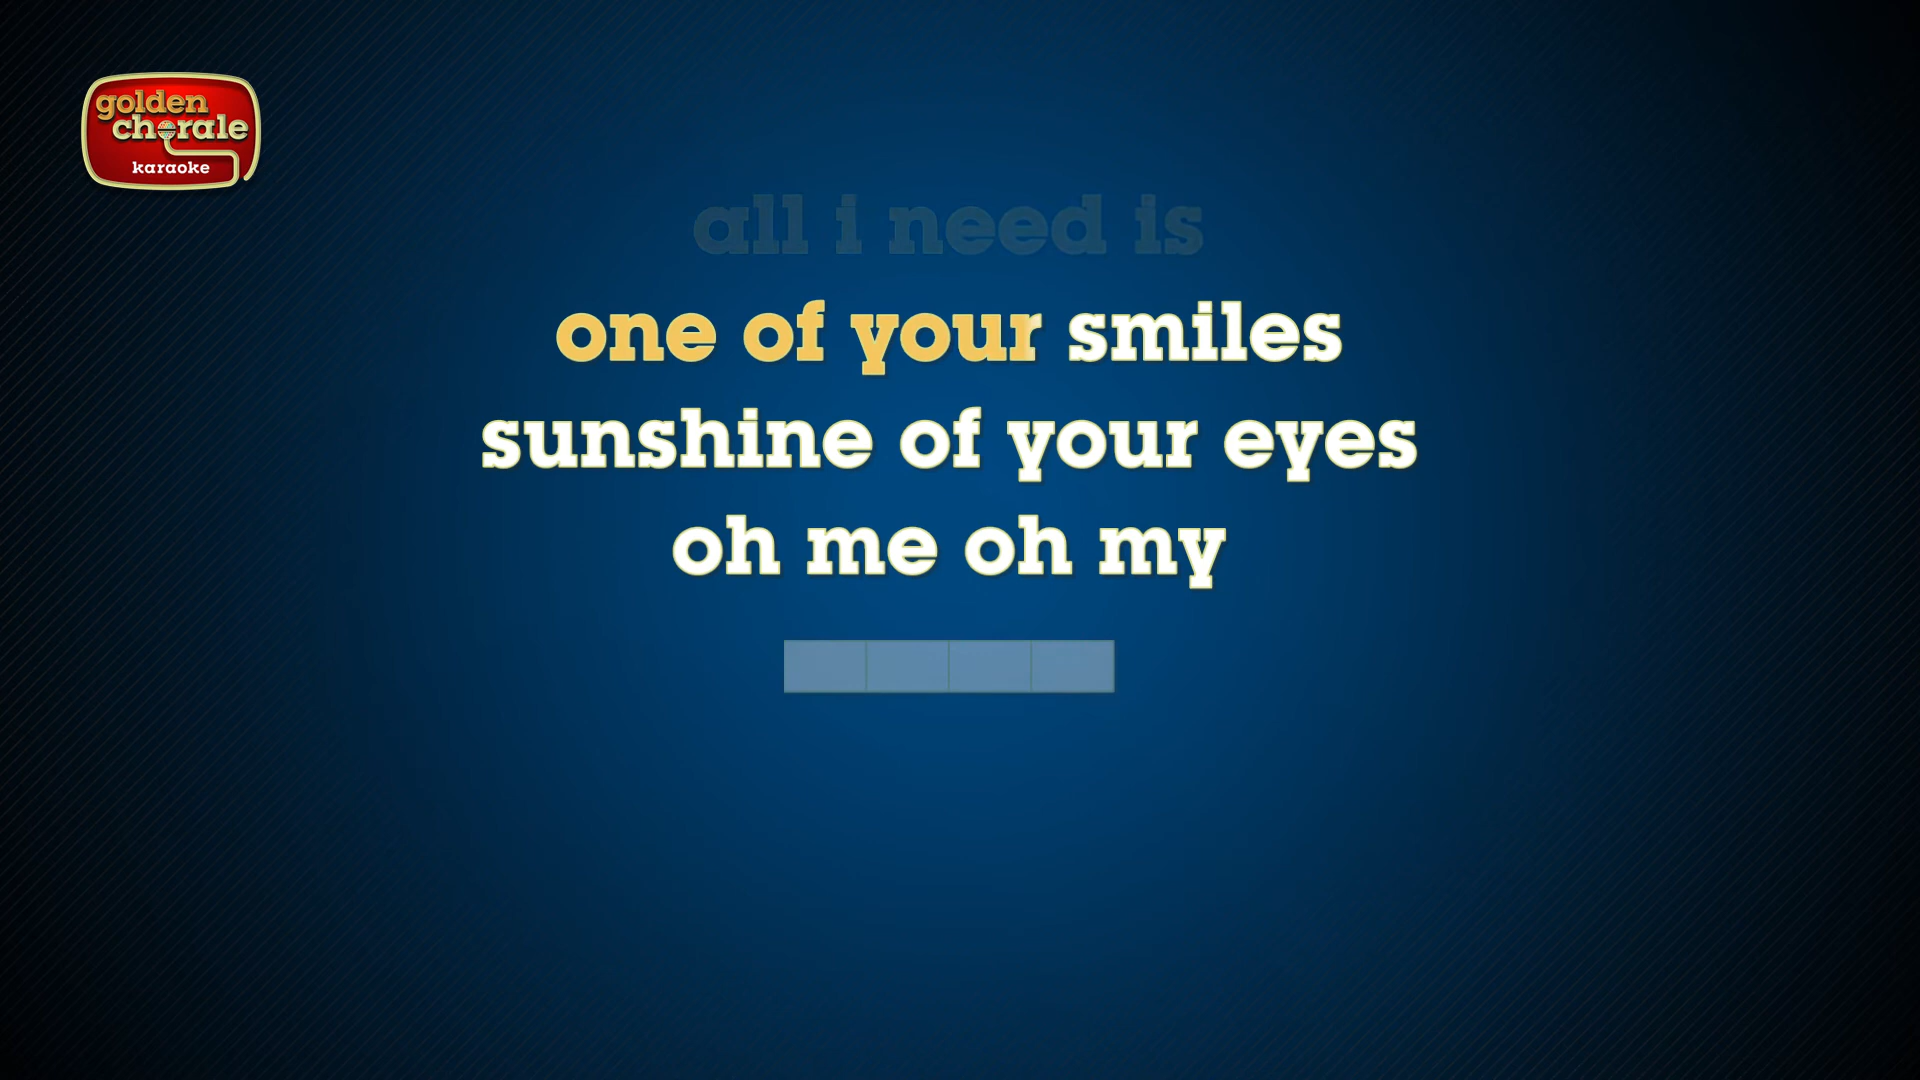 golden
chorale
karaoke
all i need is
one of your smiles
sunshine of your eyes
oh me oh my